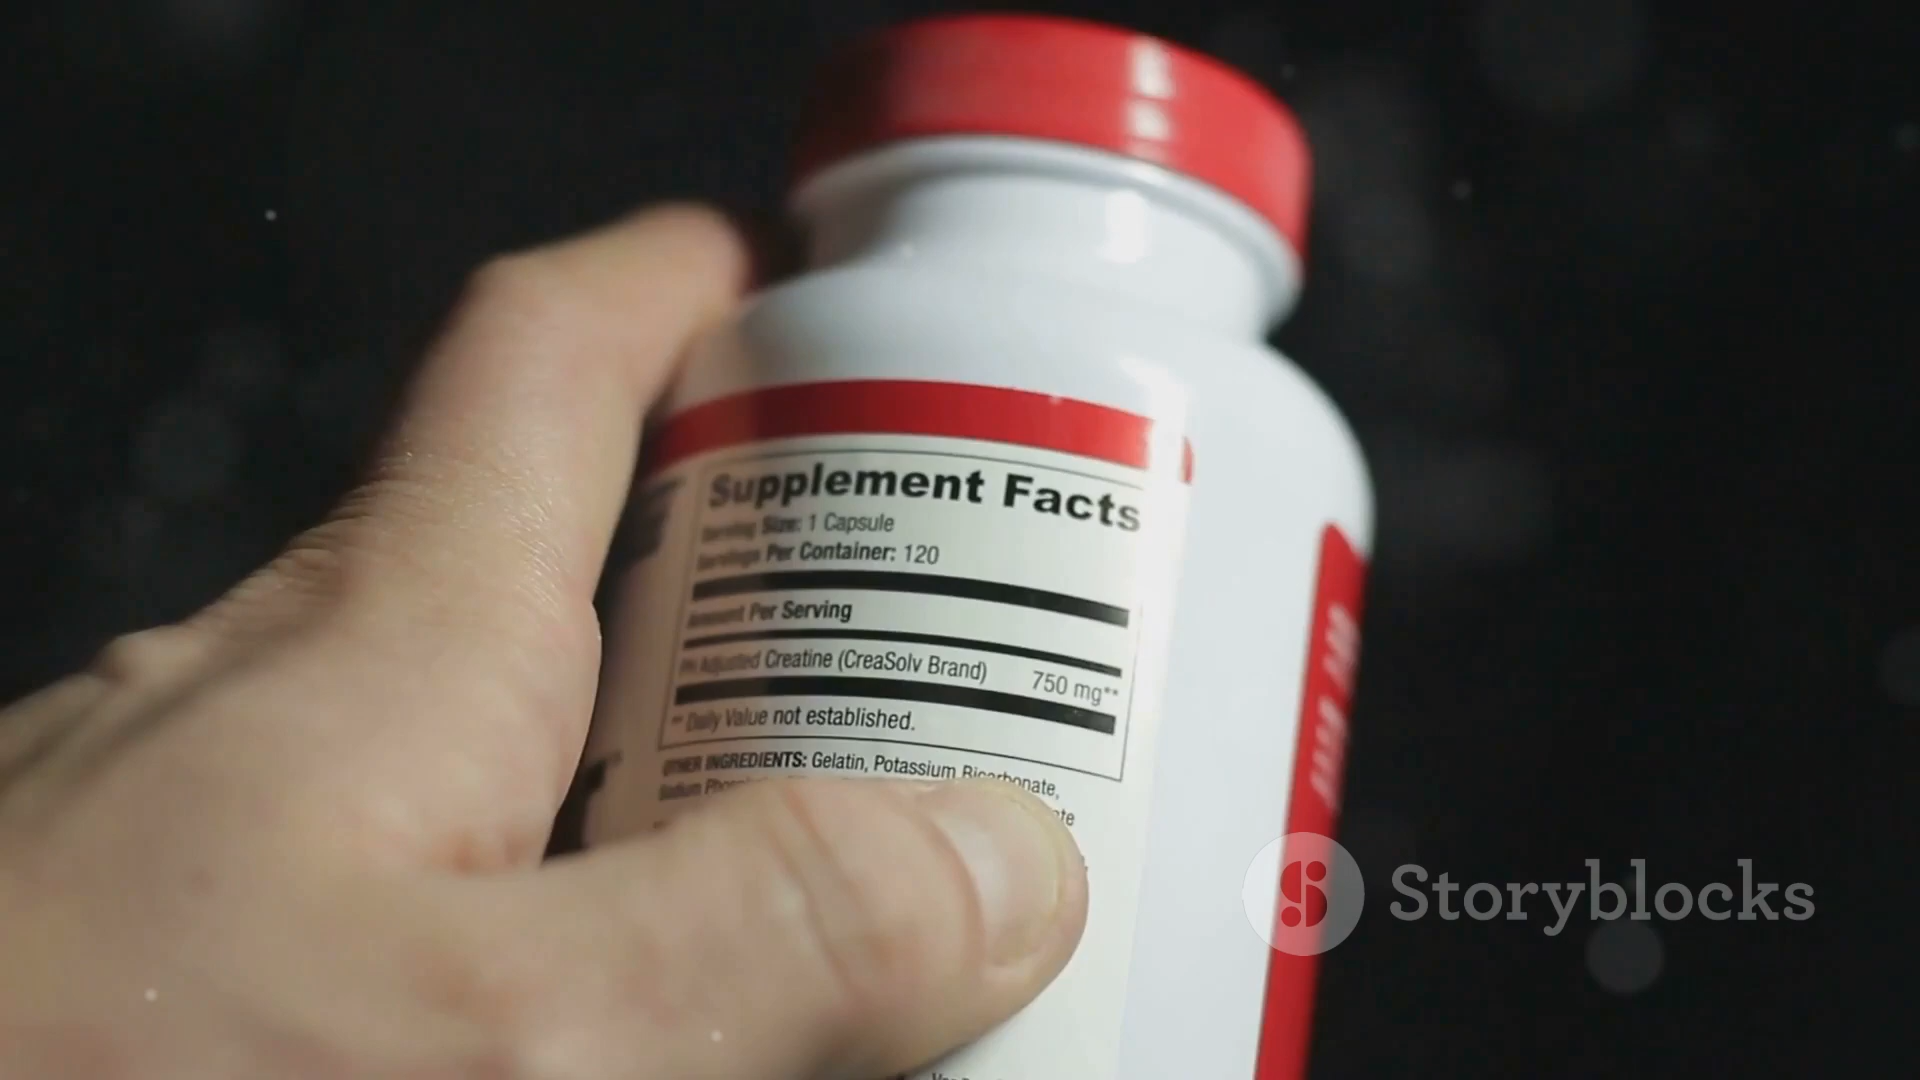 Supplement Facts
Serving Size: 1 Capsule
Servings Per Container: 120
Amount Per Serving
PH Adjusted Creatine (CreaSolv Brand) 750 mg**
** Daily Value not established.
OTHER INGREDIENTS: Gelatin, Potassium Bicarbonate,
Sodium
Storyblocks